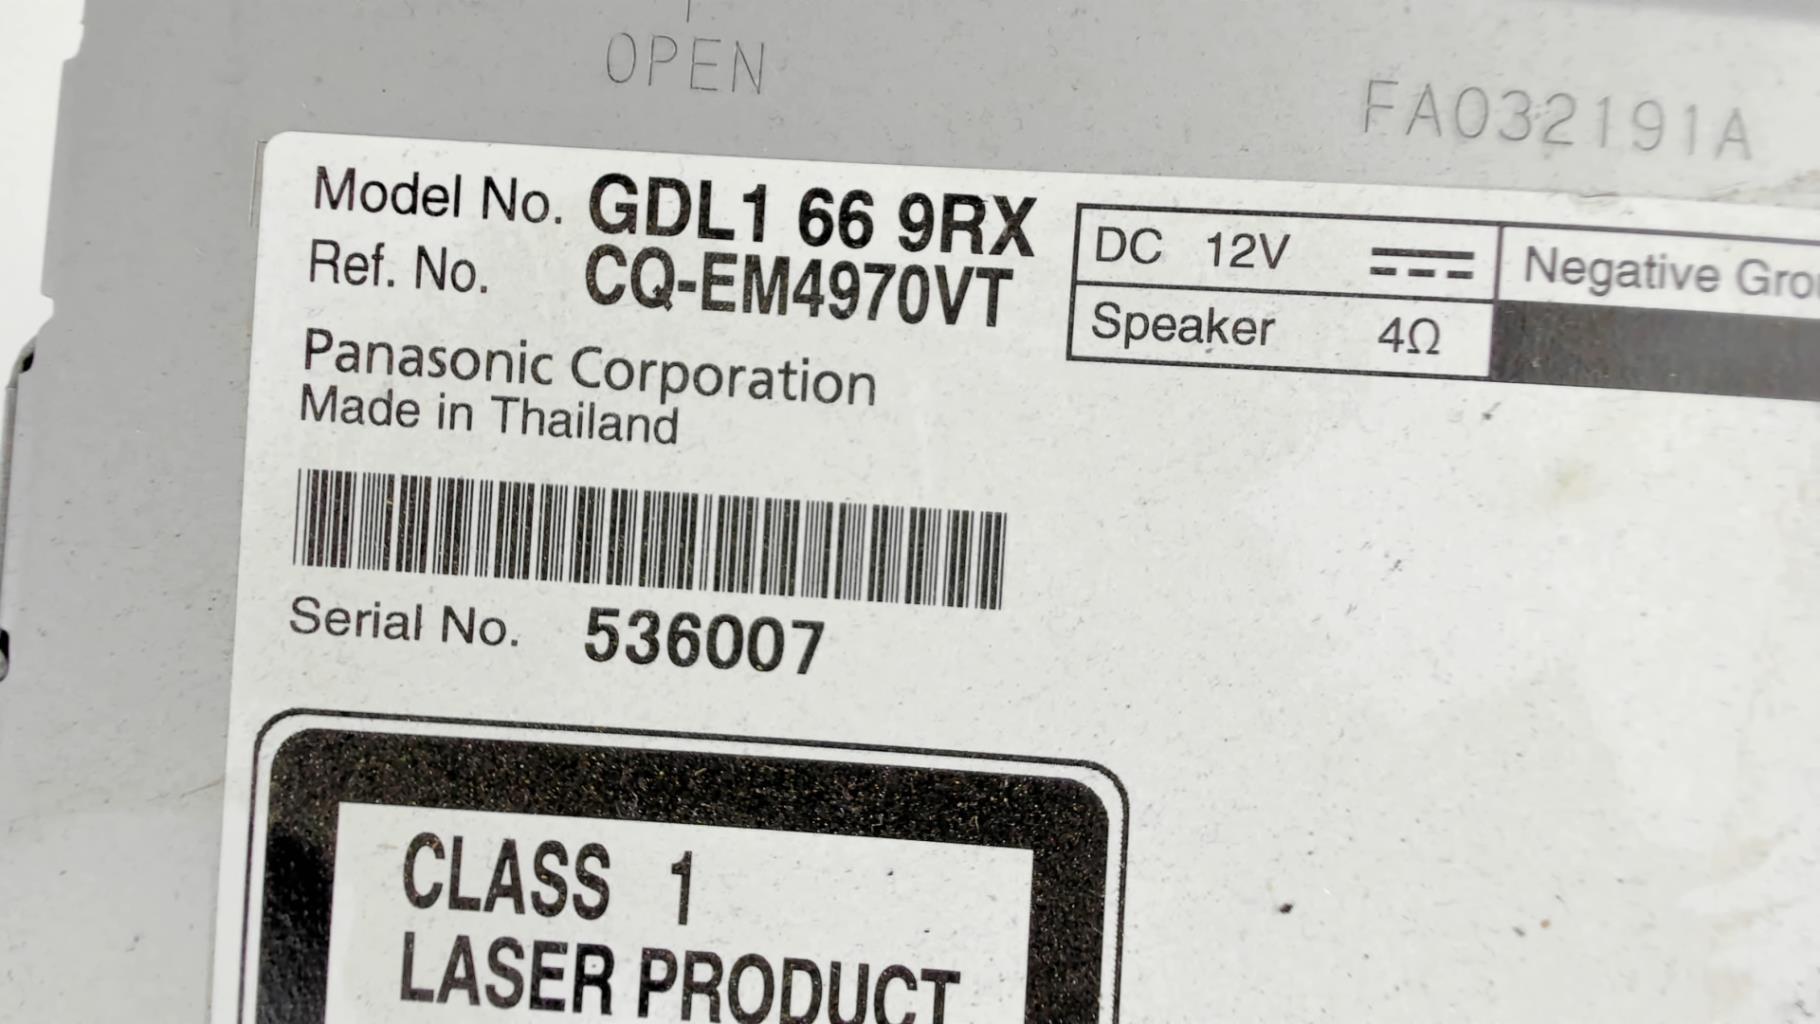 OPEN
FA032191A
Model No. GDL1 66 9RX
Ref. No. CQ-EM4970VT
DC 12V
Negative
Speaker 4Ω
Panasonic Corporation
Made in Thailand
Serial No. 536007
CLASS 1
LASER PRODUCT